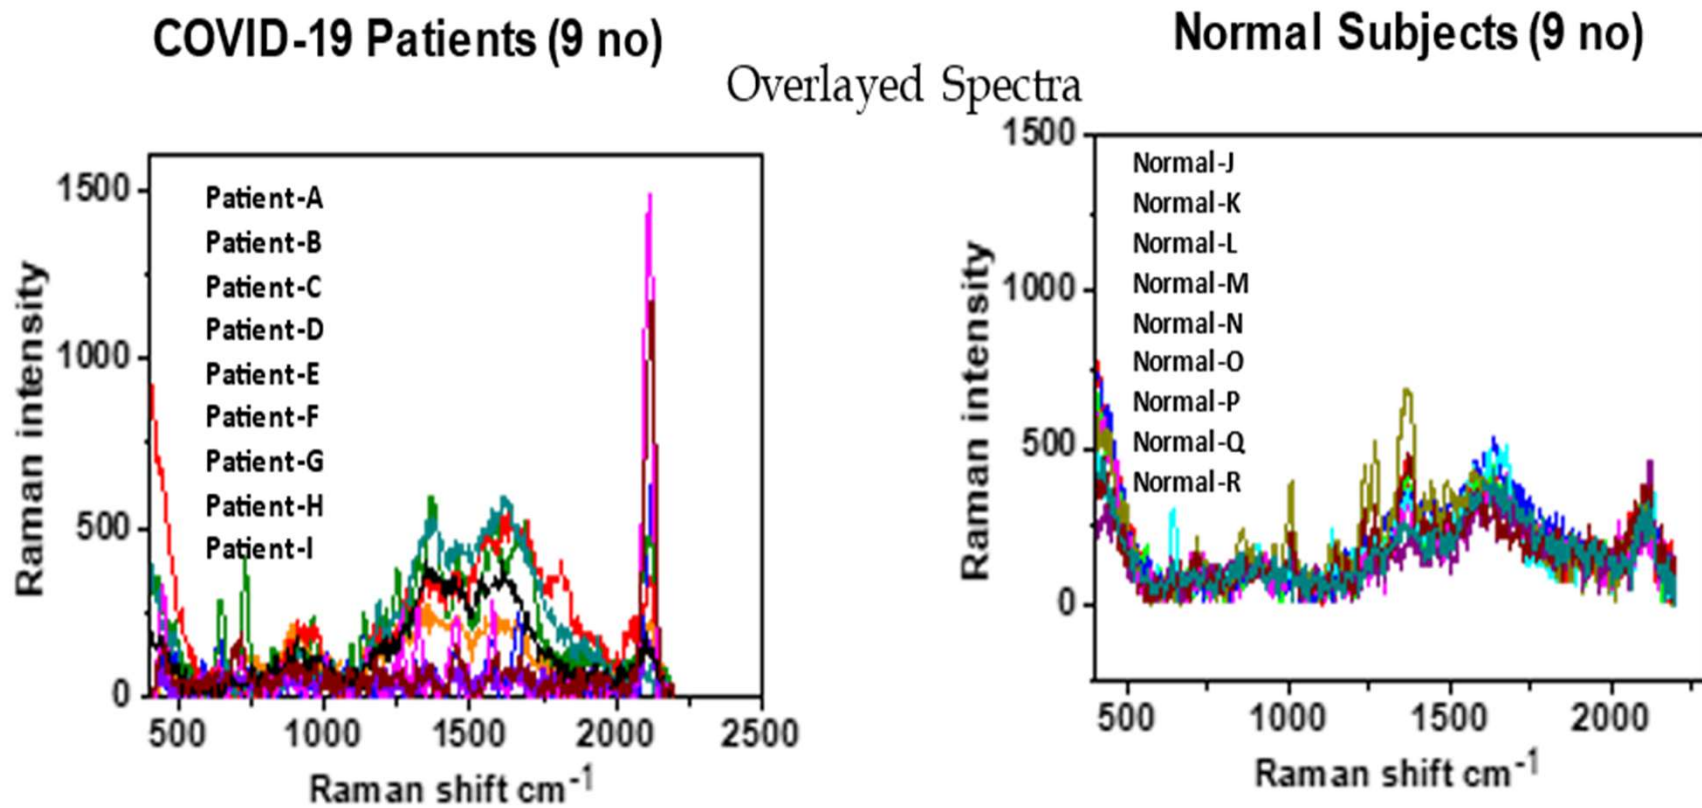 COVID-19 Patients (9 no)
Normal Subjects (9 no)
Overlayed Spectra
Raman intensity
1500
1000
500
0
Patient-A
Patient-B
Patient-C
Patient-D
Patient-E
Patient-F
Patient-G
Patient-H
Patient-I
500 1000 1500 2000 2500
Raman shift cm⁻¹
Raman intensity
1500
1000
500
0
Normal-J
Normal-K
Normal-L
Normal-M
Normal-N
Normal-O
Normal-P
Normal-Q
Normal-R
500 1000 1500 2000
Raman shift cm⁻¹